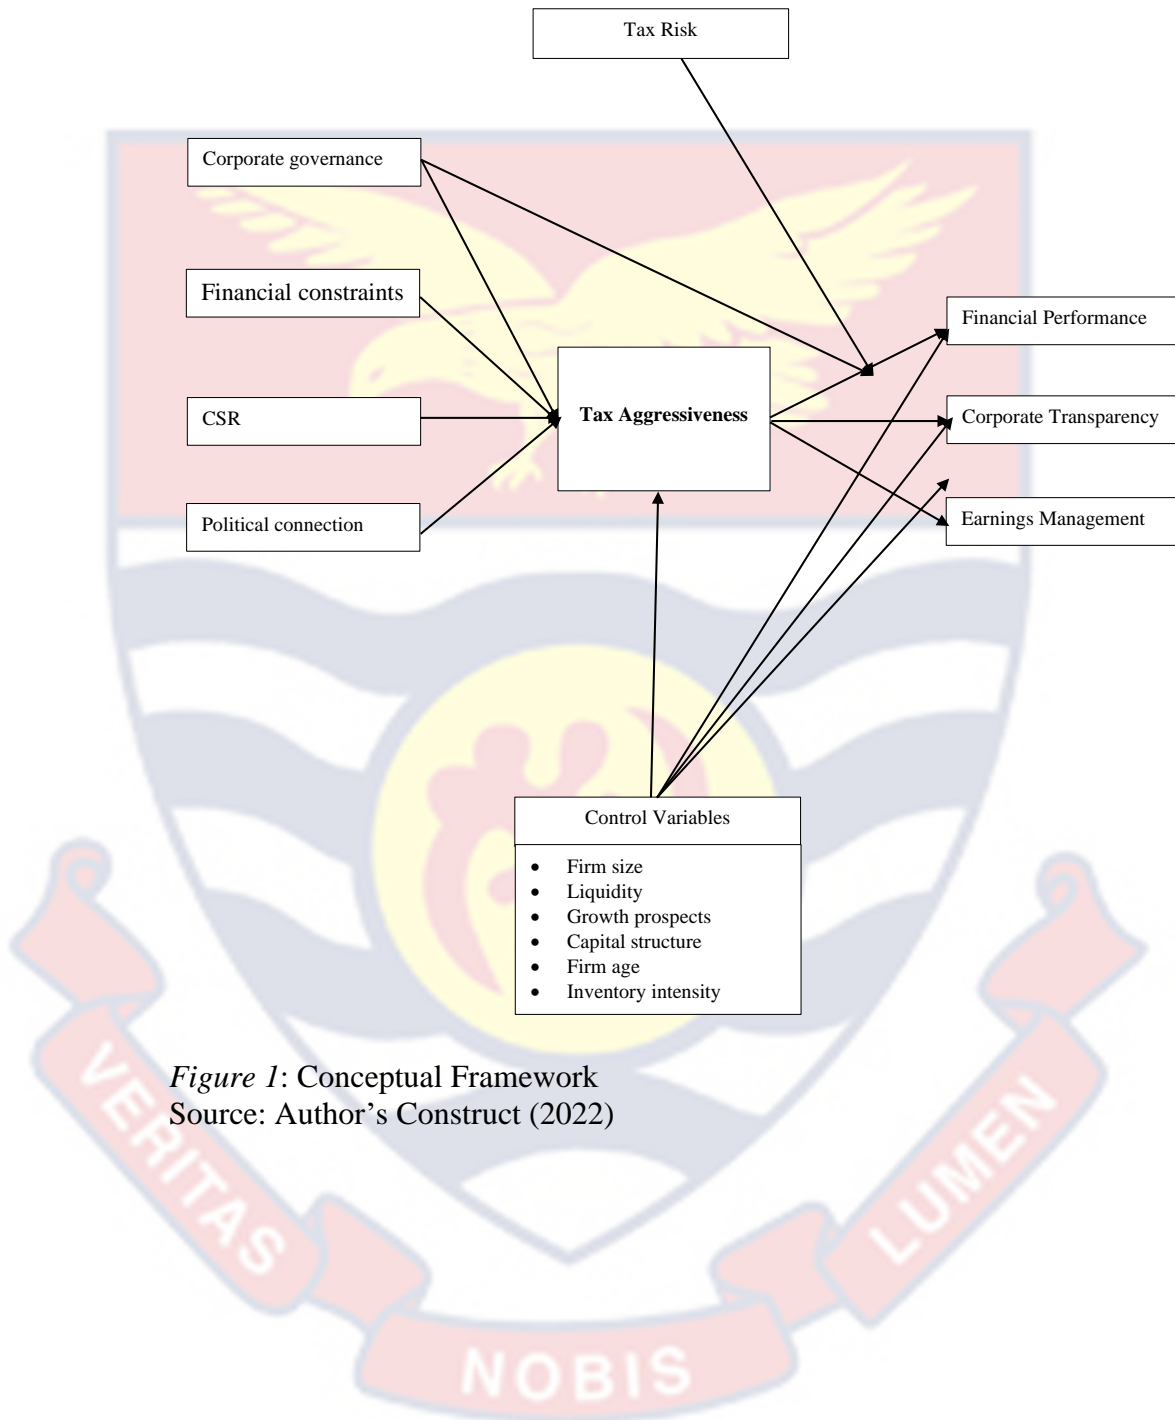 Tax Risk
Corporate governance
Financial constraints
Financial Performance
CSR
Tax Aggressiveness
Corporate Transparency
Political connection
Earnings Management
Control Variables
• Firm size
• Liquidity
• Growth prospects
• Capital structure
• Firm age
• Inventory intensity
Figure 1: Conceptual Framework
Source: Author’s Construct (2022)
VERITAS
NOBIS
LUMEN